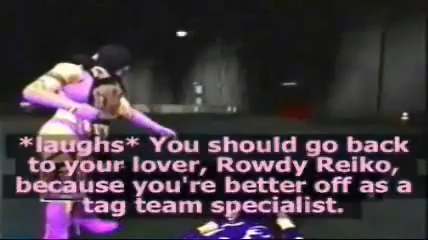 *laughs* You should go back
to your lover, Rowdy Reiko,
because you're better off as a
tag team specialist.